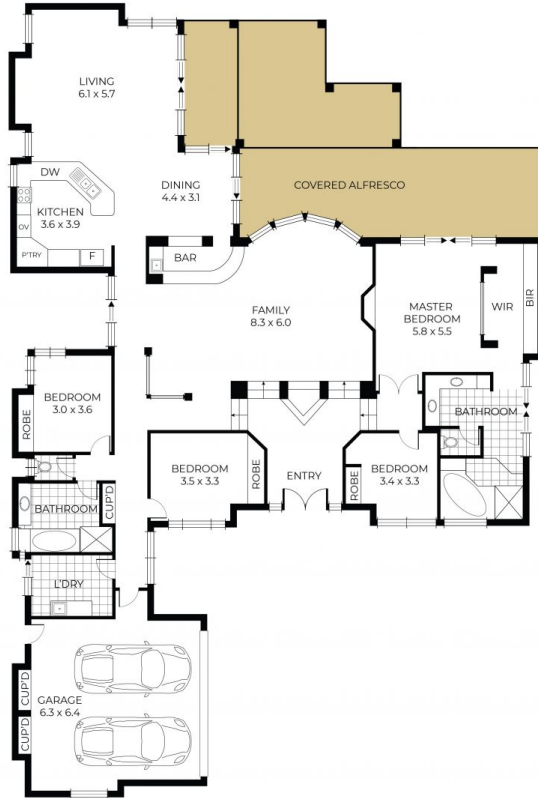 LIVING
6.1 x 5.7
DW
KITCHEN
3.6 x 3.9
OV
P'TRY
F
DINING
4.4 x 3.1
COVERED ALFRESCO
BAR
FAMILY
8.3 x 6.0
MASTER
BEDROOM
5.8 x 5.5
WIR
BIR
BATHROOM
BEDROOM
3.0 x 3.6
ROBE
BEDROOM
3.5 x 3.3
ROBE
ENTRY
ROBE
BEDROOM
3.4 x 3.3
BATHROOM
CUP'D
L'DRY
GARAGE
6.3 x 6.4
CUP'D
CUP'D